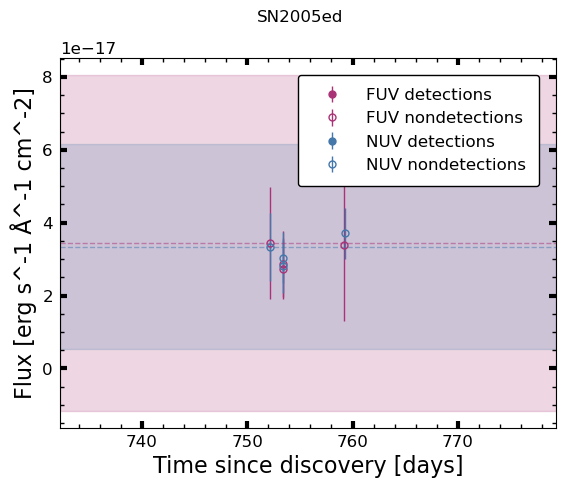 SN2005ed
1e−17
FUV detections
FUV nondetections
NUV detections
NUV nondetections
8
6
4
2
0
Flux [erg s^-1 Å^-1 cm^-2]
740 750 760 770
Time since discovery [days]